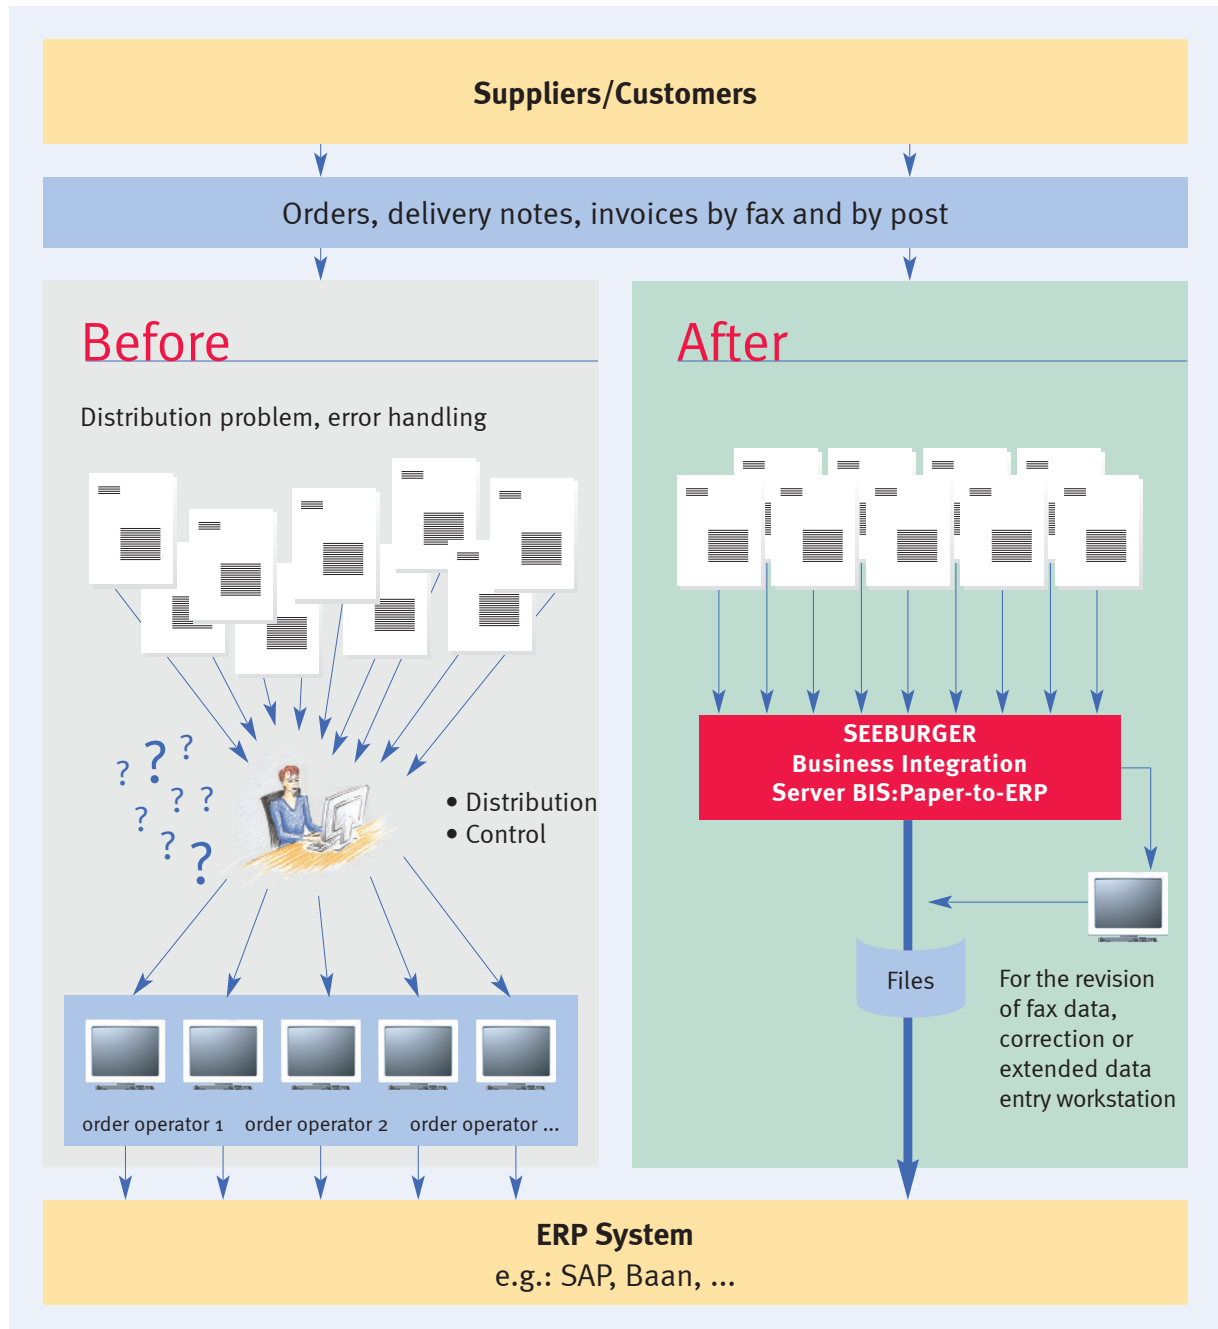 Suppliers/Customers
Orders, delivery notes, invoices by fax and by post
Before
Distribution problem, error handling
? ? ?
? ? ?
? ?
?
• Distribution
• Control
order operator 1 order operator 2 order operator ...
After
SEEBURGER
Business Integration
Server BIS:Paper-to-ERP
Files
For the revision
of fax data,
correction or
extended data
entry workstation
ERP System
e.g.: SAP, Baan, ...